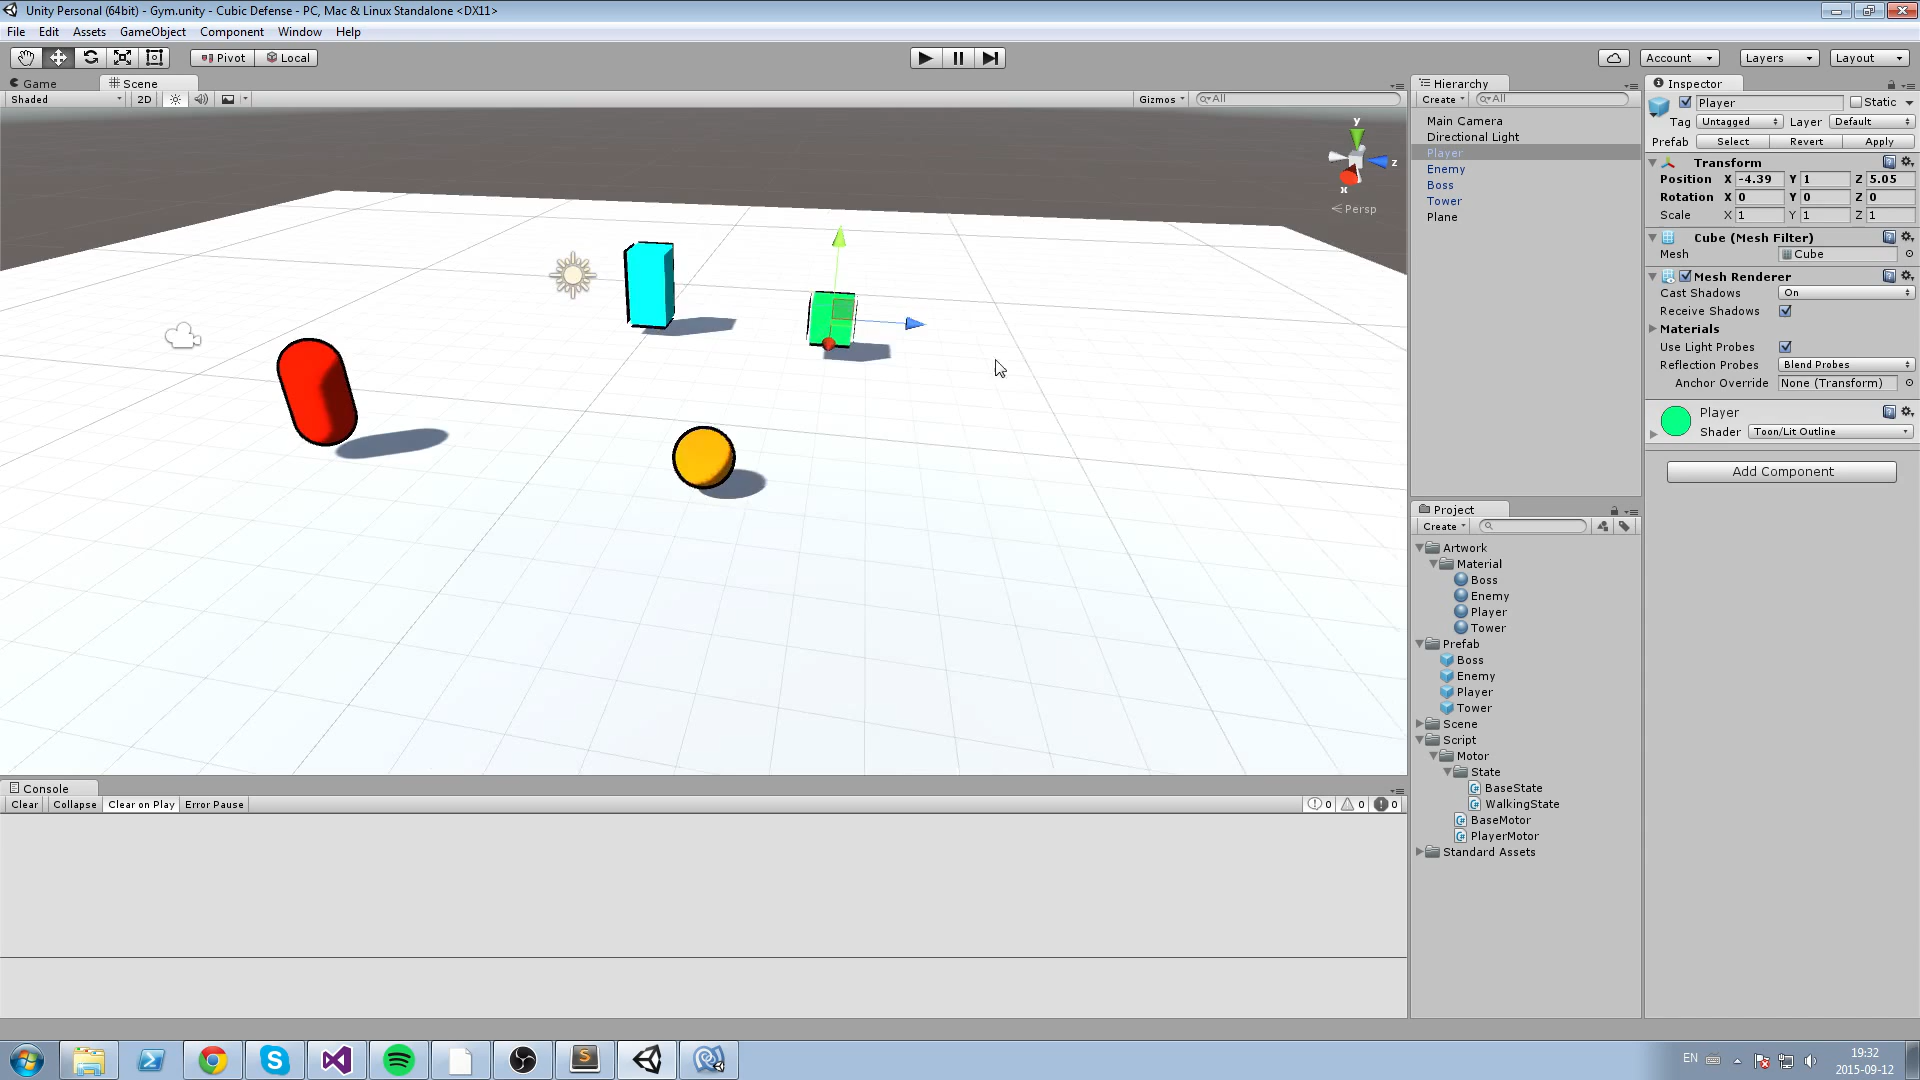 Unity Personal (64bit) - Gym.unity - Cubic Defense - PC, Mac & Linux Standalone <DX11>
File Edit Assets GameObject Component Window Help
Pivot Local Account Layers Layout
Game Scene
Shaded 2D Gizmos All
y
z
x
Persp
Console
Clear Collapse Clear on Play Error Pause 0 0 0
Hierarchy
Create All
Main Camera
Directional Light
Player
Enemy
Boss
Tower
Plane
Project
Create
Artwork
Material
Boss
Enemy
Player
Tower
Prefab
Boss
Enemy
Player
Tower
Scene
Script
Motor
State
BaseState
WalkingState
BaseMotor
PlayerMotor
Standard Assets
Inspector
Player Static
Tag Untagged Layer Default
Prefab Select Revert Apply
Transform
Position X -4.39 Y 1 Z 5.05
Rotation X 0 Y 0 Z 0
Scale X 1 Y 1 Z 1
Cube (Mesh Filter)
Mesh Cube
Mesh Renderer
Cast Shadows On
Receive Shadows
Materials
Use Light Probes
Reflection Probes Blend Probes
Anchor Override None (Transform)
Player
Shader Toon/Lit Outline
Add Component
EN
19:32
2015-09-12